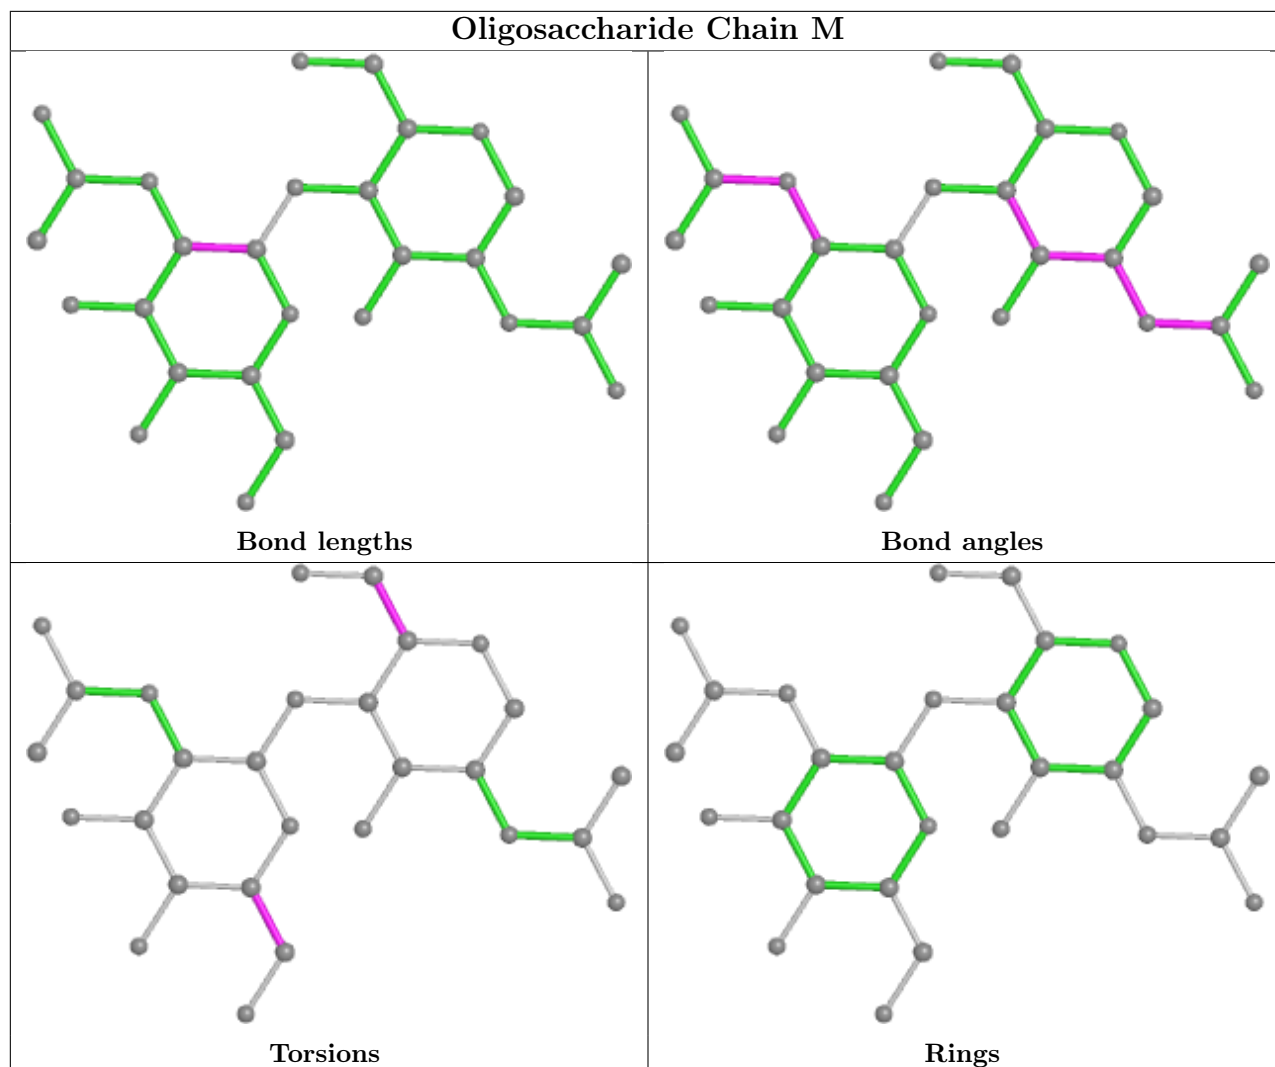 Oligosaccharide Chain M
Bond lengths
Bond angles
Torsions
Rings